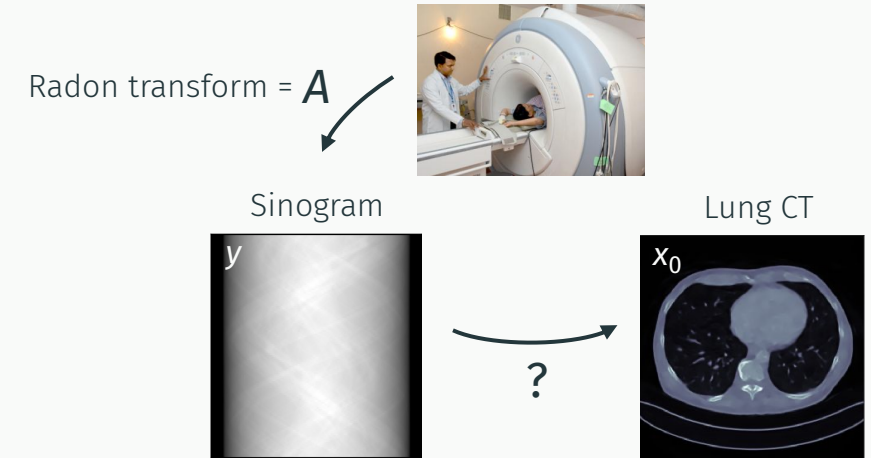 Radon transform = A
Sinogram
Lung CT
y
x₀
?